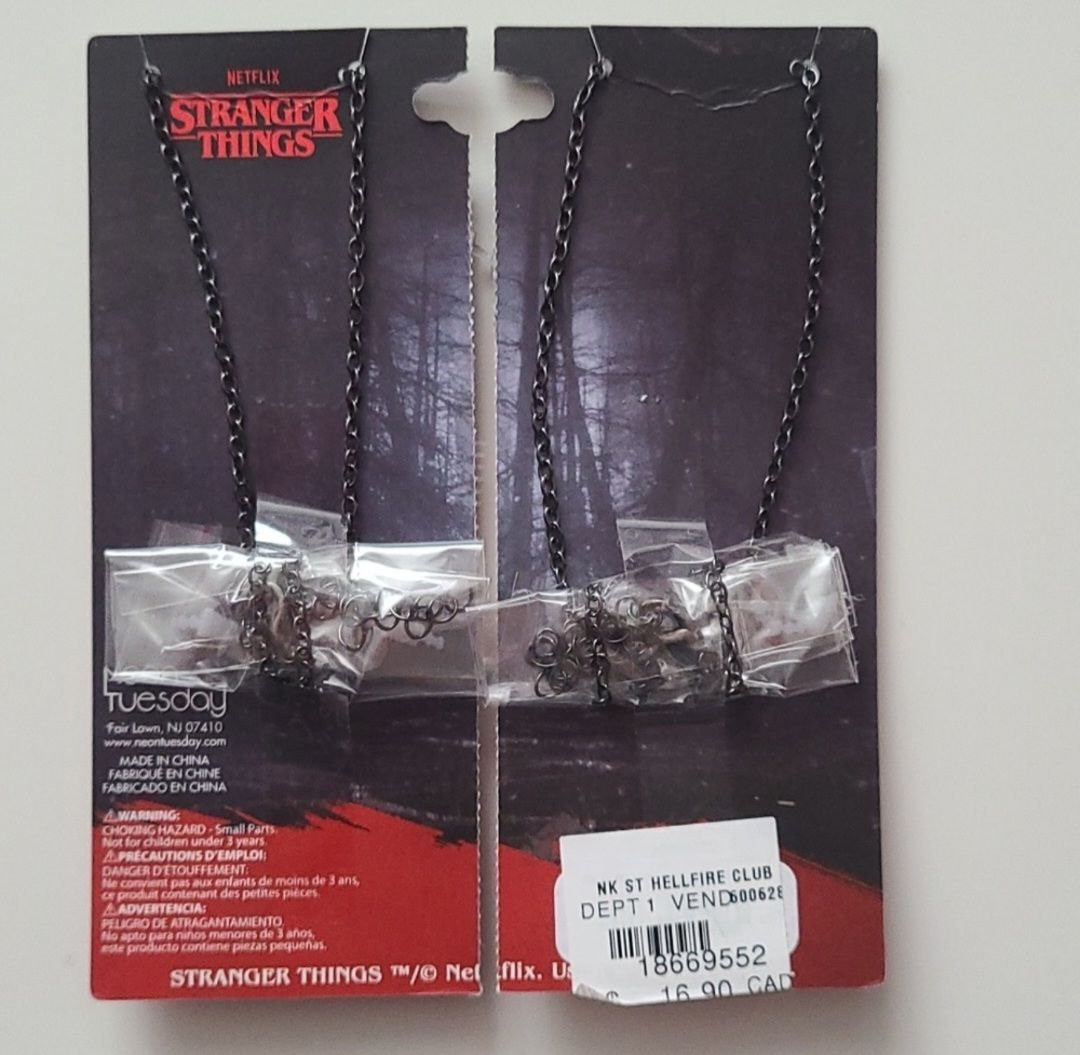 NETFLIX
STRANGER
THINGS
Tuesday
Fair Lawn, NJ 07410
www.neontuesday.com
MADE IN CHINA
FABRIQUÉ EN CHINE
FABRICADO EN CHINA
⚠WARNING:
CHOKING HAZARD - Small Parts.
Not for children under 3 years.
⚠PRÉCAUTIONS D'EMPLOI:
DANGER D'ÉTOUFFEMENT:
Ne convient pas aux enfants de moins de 3 ans,
ce produit contenant des petites pièces.
⚠ADVERTENCIA:
PELIGRO DE ATRAGANTAMIENTO.
No apto para niños menores de 3 años,
este producto contiene piezas pequeñas.
STRANGER THINGS ™/© Netflix.
NK ST HELLFIRE CLUB
DEPT 1 VEND 600628
18669552
$ 16.90 CAD